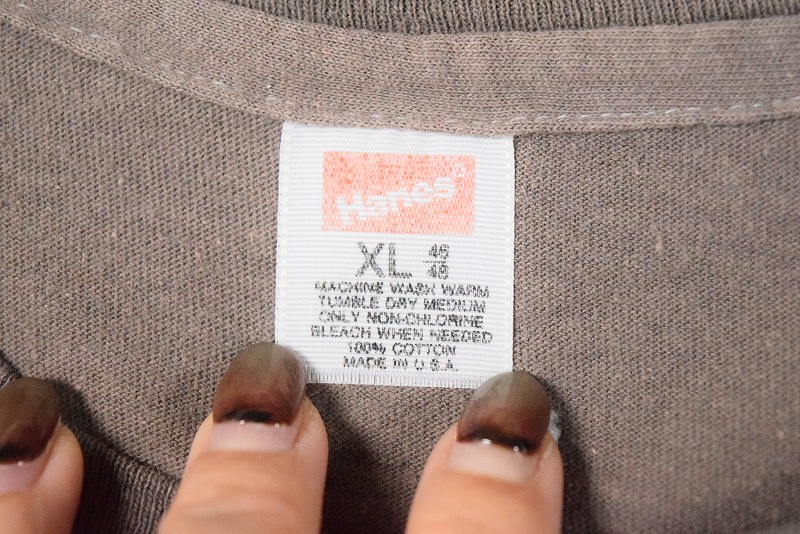 Hanes®
XL 46/48
MACHINE WASH WARM
TUMBLE DRY MEDIUM
ONLY NON-CHLORINE
BLEACH WHEN NEEDED
100% COTTON
MADE IN U.S.A.